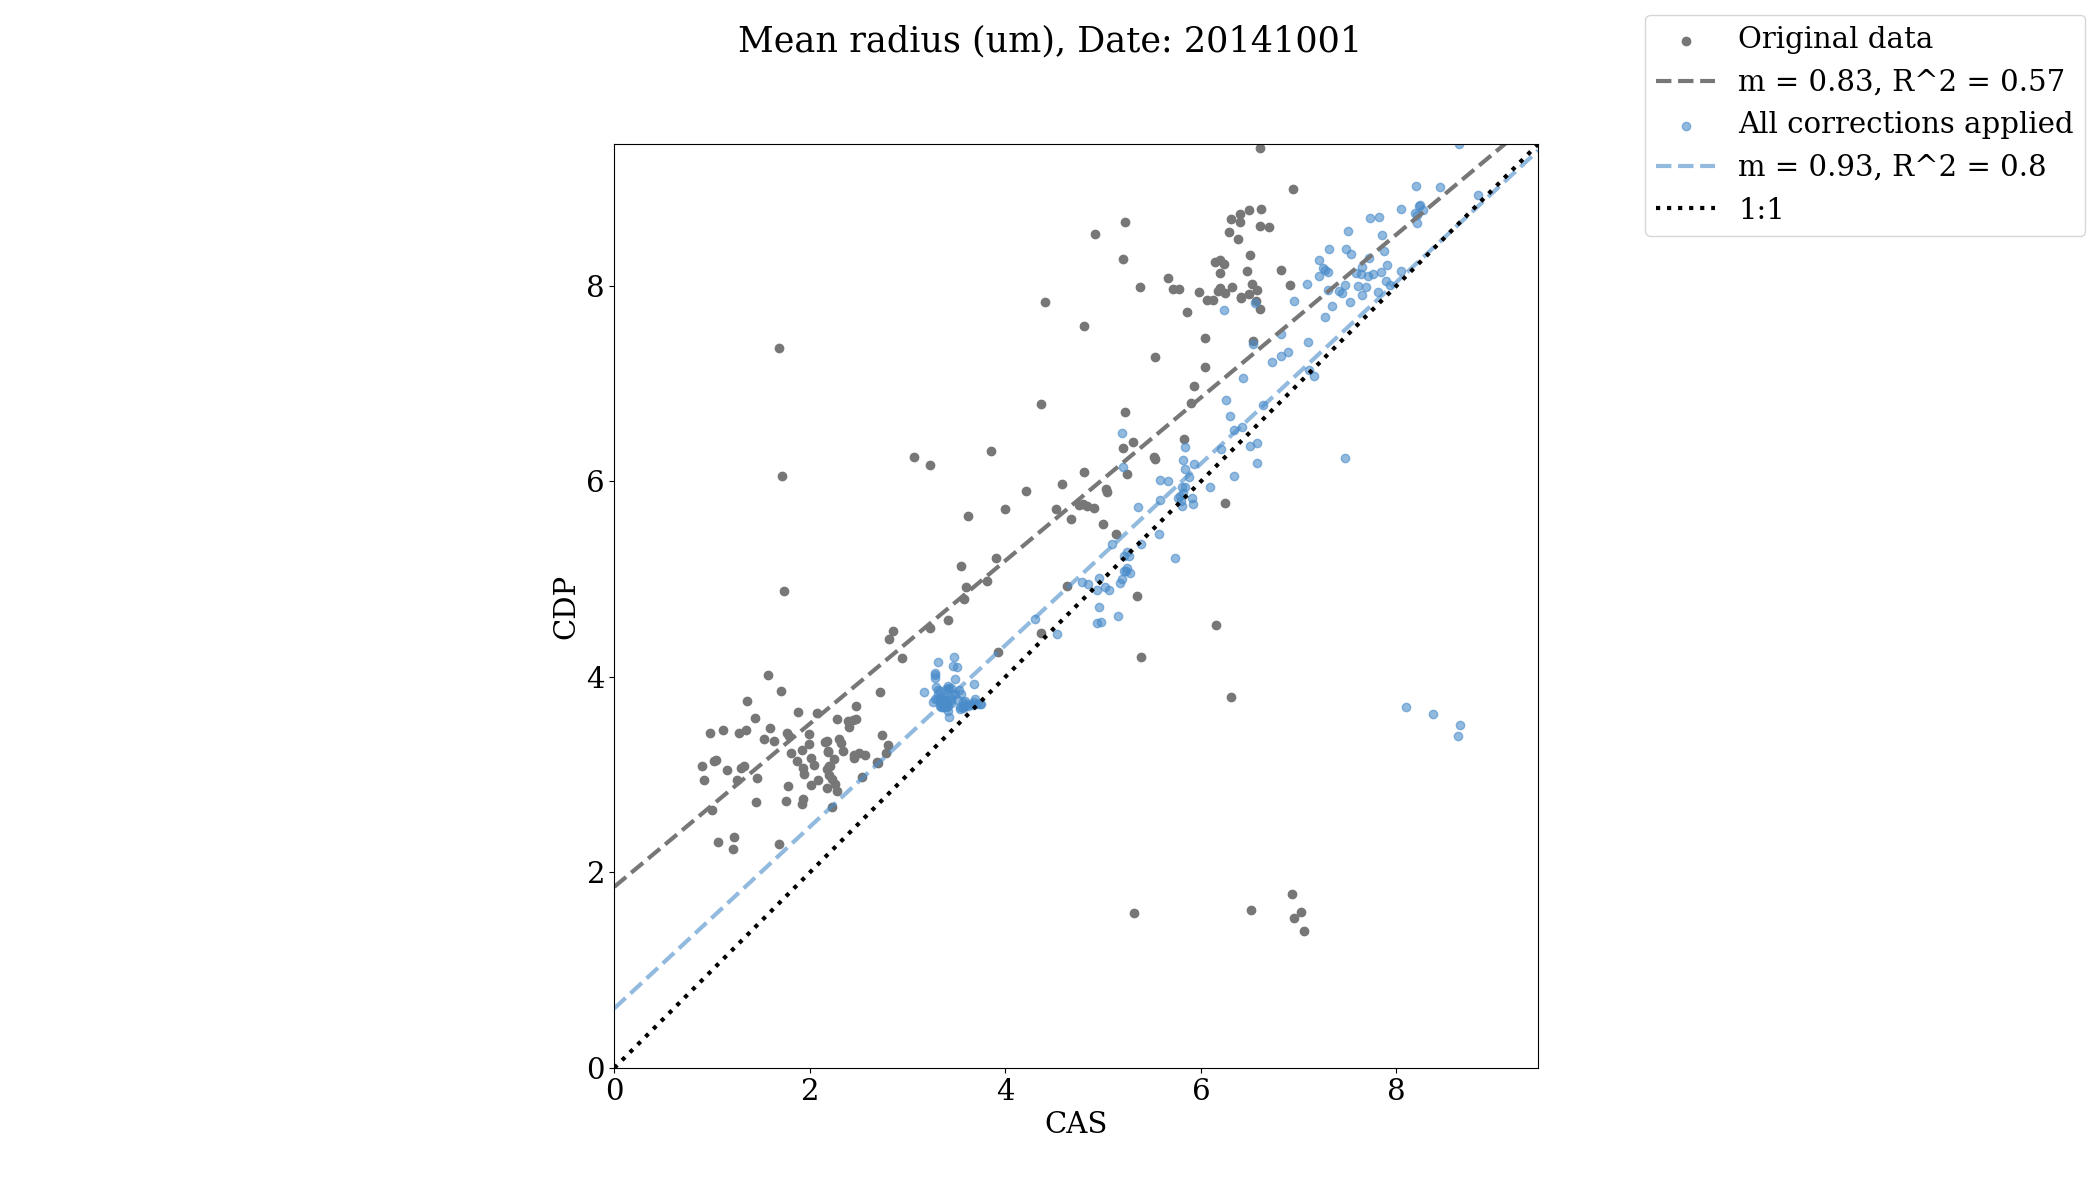 Mean radius (um), Date: 20141001
Original data
m = 0.83, R^2 = 0.57
All corrections applied
m = 0.93, R^2 = 0.8
1:1
8
6
4
2
0
CDP
0 2 4 6 8
CAS